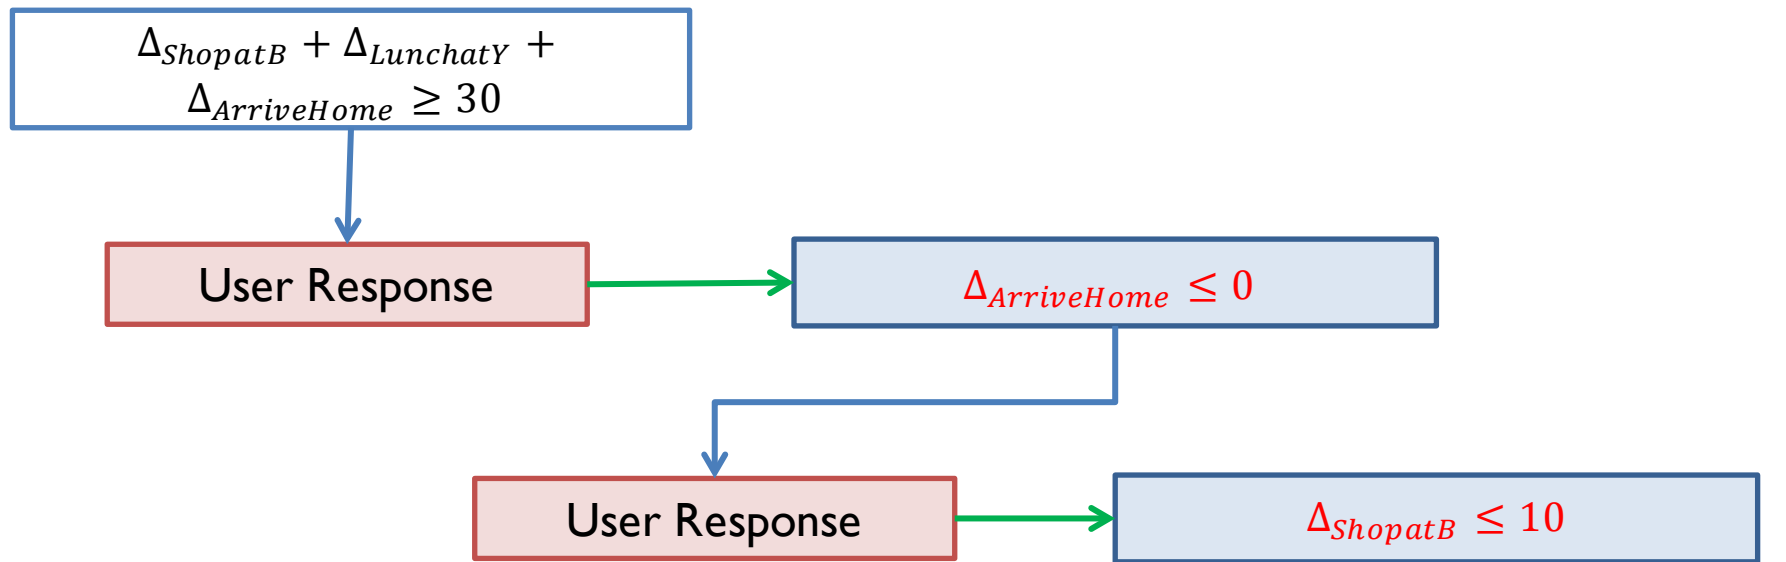 Δ_ShopatB + Δ_LunchatY +
Δ_ArriveHome ≥ 30
User Response
Δ_ArriveHome ≤ 0
User Response
Δ_ShopatB ≤ 10